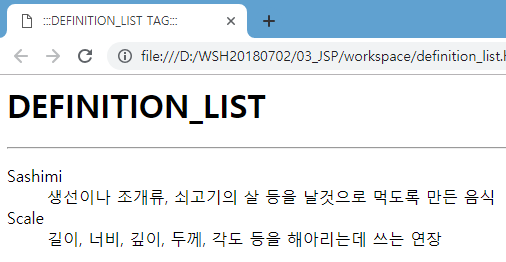 :::DEFINITION_LIST TAG:::
file:///D:/WSH20180702/03_JSP/workspace/definition_list.h
DEFINITION_LIST
Sashimi
생선이나 조개류, 쇠고기의 살 등을 날것으로 먹도록 만든 음식
Scale
길이, 너비, 깊이, 두께, 각도 등을 해아리는데 쓰는 연장